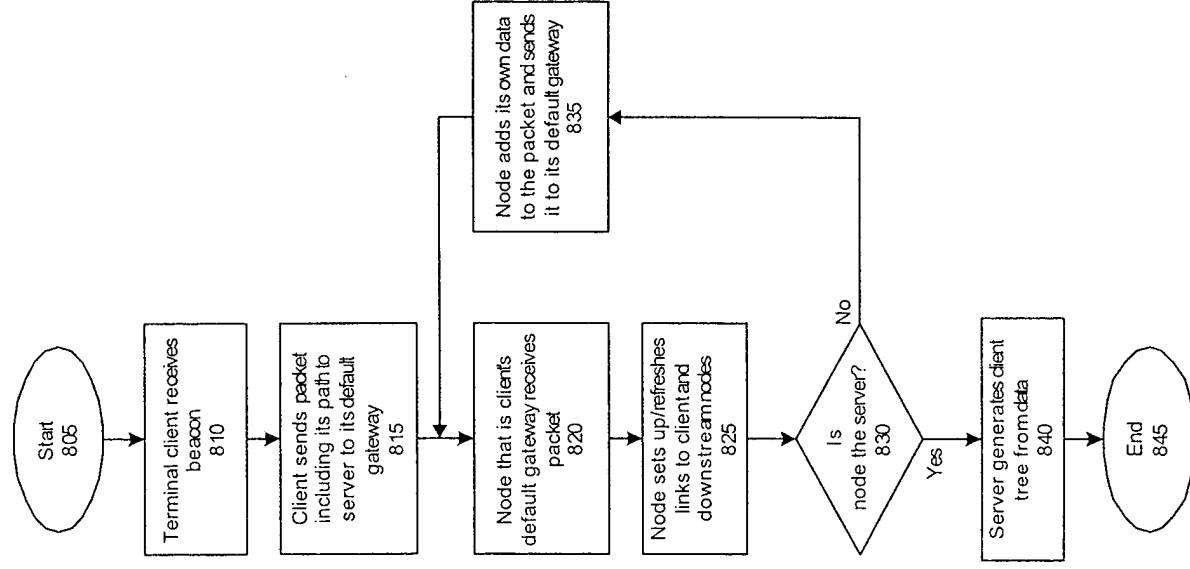 Start
805
Terminal client receives
beacon
810
Client sends packet
including its path to
server to its default
gateway
815
Node that is client's
default gateway receives
packet
820
Node sets up/refreshes
links to client and
downstream nodes
825
Is
node the server?
830
No
Yes
Node adds its own data
to the packet and sends
it to its default gateway
835
Server generates client
tree from data
840
End
845